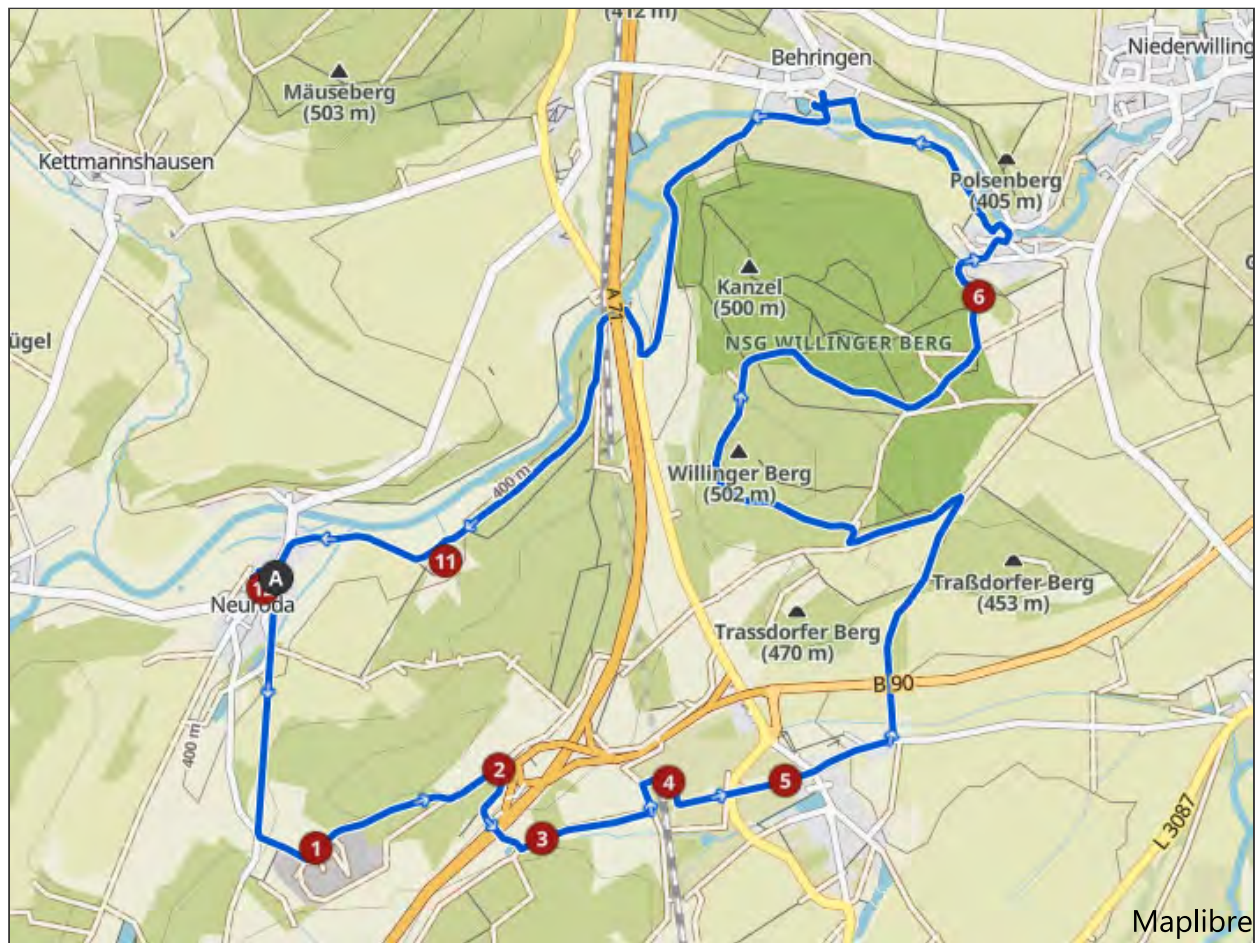 (412 m)
Behringen
Niederwilling
Mäuseberg
(503 m)
Kettmannshausen
Polsenberg
(405 m)
Kanzel
(500 m)
6
A 71
ügel
NSG WILLINGER BERG
Willinger Berg
(502 m)
400 m
11
A
Neuroda
Traßdorfer Berg
(453 m)
Trassdorfer Berg
(470 m)
B 90
400 m
2
4
5
3
1
L 3087
Maplibre